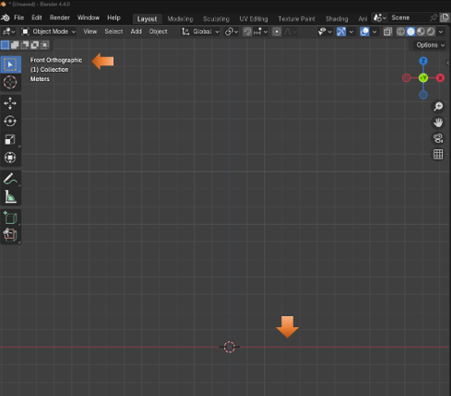 * (Unsaved) - Blender 4.4.0
File Edit Render Window Help Layout Modeling Sculpting UV Editing Texture Paint Shading Ani Scene
Object Mode View Select Add Object Global
Options
Front Orthographic
(1) Collection
Meters
Z
X